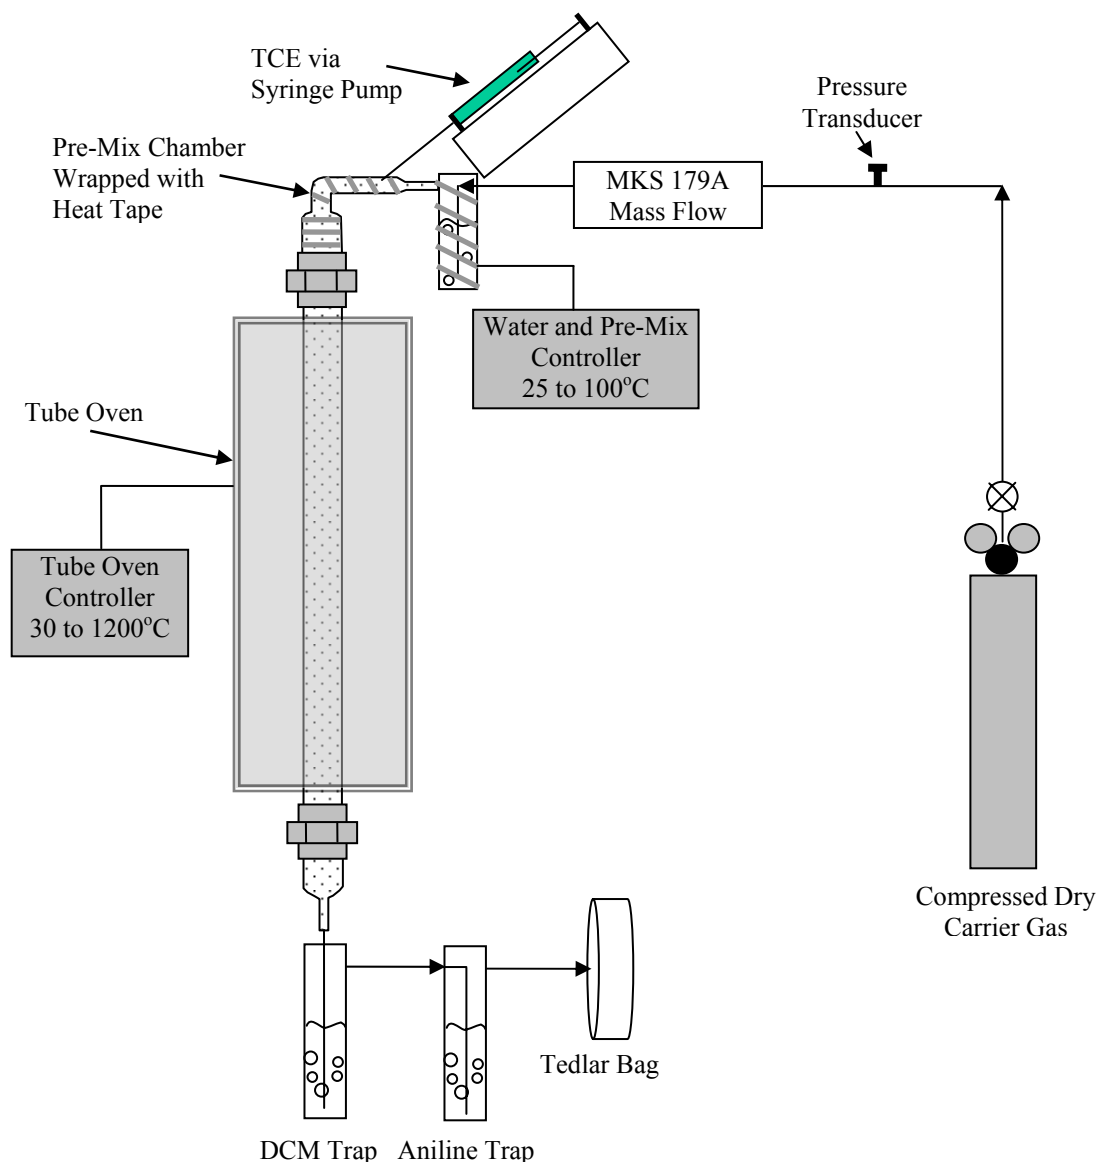 TCE via
Syringe Pump
Pressure
Transducer
Pre-Mix Chamber
Wrapped with
Heat Tape
MKS 179A
Mass Flow
Water and Pre-Mix
Controller
25 to 100°C
Tube Oven
Tube Oven
Controller
30 to 1200°C
Compressed Dry
Carrier Gas
Tedlar Bag
DCM Trap
Aniline Trap